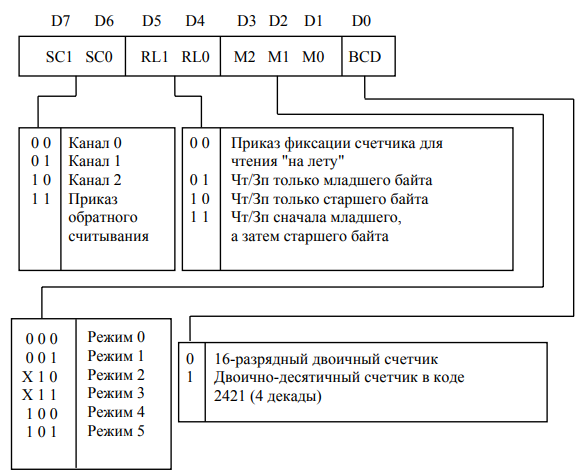 D7 D6 D5 D4 D3 D2 D1 D0
SC1 SC0 RL1 RL0 M2 M1 M0 BCD
0 0 Канал 0
0 1 Канал 1
1 0 Канал 2
1 1 Приказ
обратного
считывания
0 0 Приказ фиксации счетчика для
чтения "на лету"
0 1 Чт/Зп только младшего байта
1 0 Чт/Зп только старшего байта
1 1 Чт/Зп сначала младшего,
а затем старшего байта
0 0 0 Режим 0
0 0 1 Режим 1
X 1 0 Режим 2
X 1 1 Режим 3
1 0 0 Режим 4
1 0 1 Режим 5
0 16-разрядный двоичный счетчик
1 Двоично-десятичный счетчик в коде
2421 (4 декады)